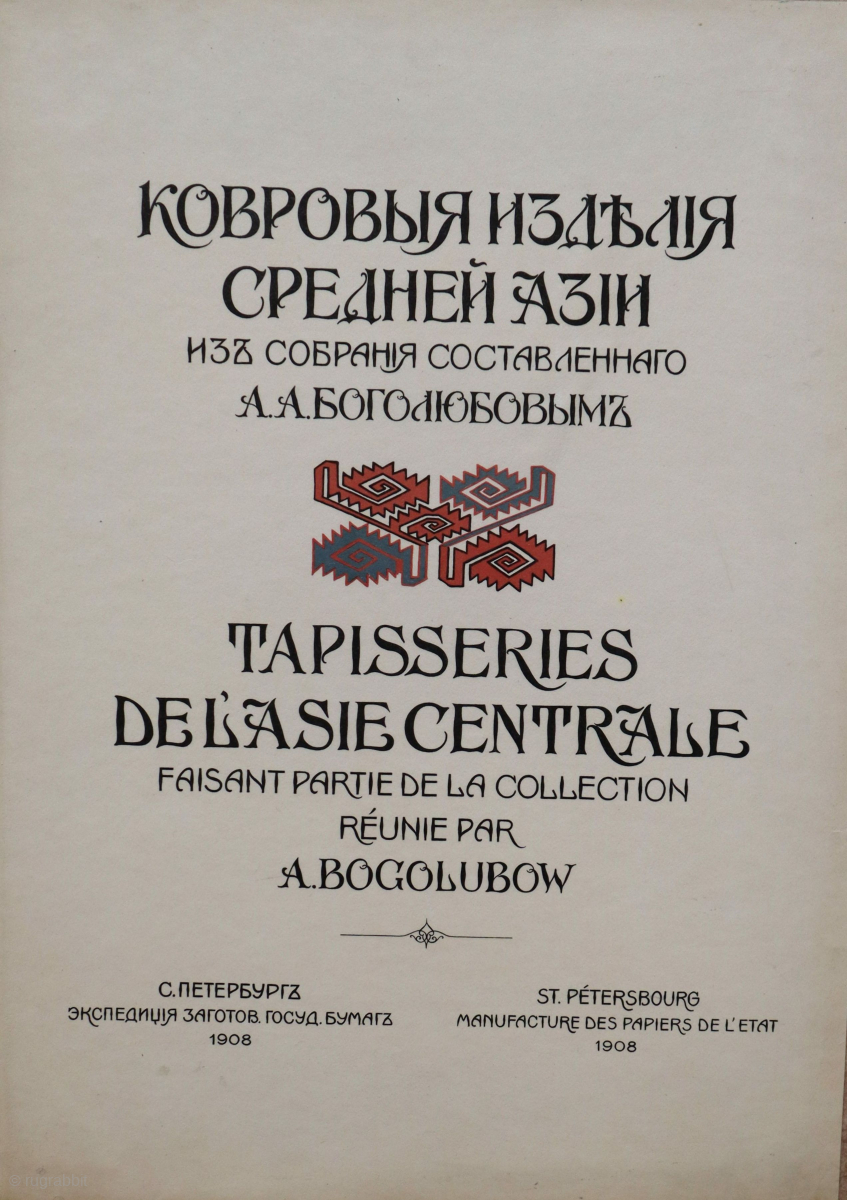 КОВРОВЫЯ ИЗДѢЛІЯ
СРЕДНЕЙ АЗІИ
ИЗЪ СОБРАНІЯ СОСТАВЛЕННАГО
А.А.БОГОЛЮБОВЫМЪ
TAPISSERIES
DE L'ASIE CENTRALE
FAISANT PARTIE DE LA COLLECTION
RÉUNIE PAR
A.BOGOLUBOW
С.ПЕТЕРБУРГЪ
ЭКСПЕДИЦІЯ ЗАГОТОВ. ГОСУД. БУМАГЪ
1908
ST. PÉTERSBOURG
MANUFACTURE DES PAPIERS DE L'ETAT
1908
© rugrabbit